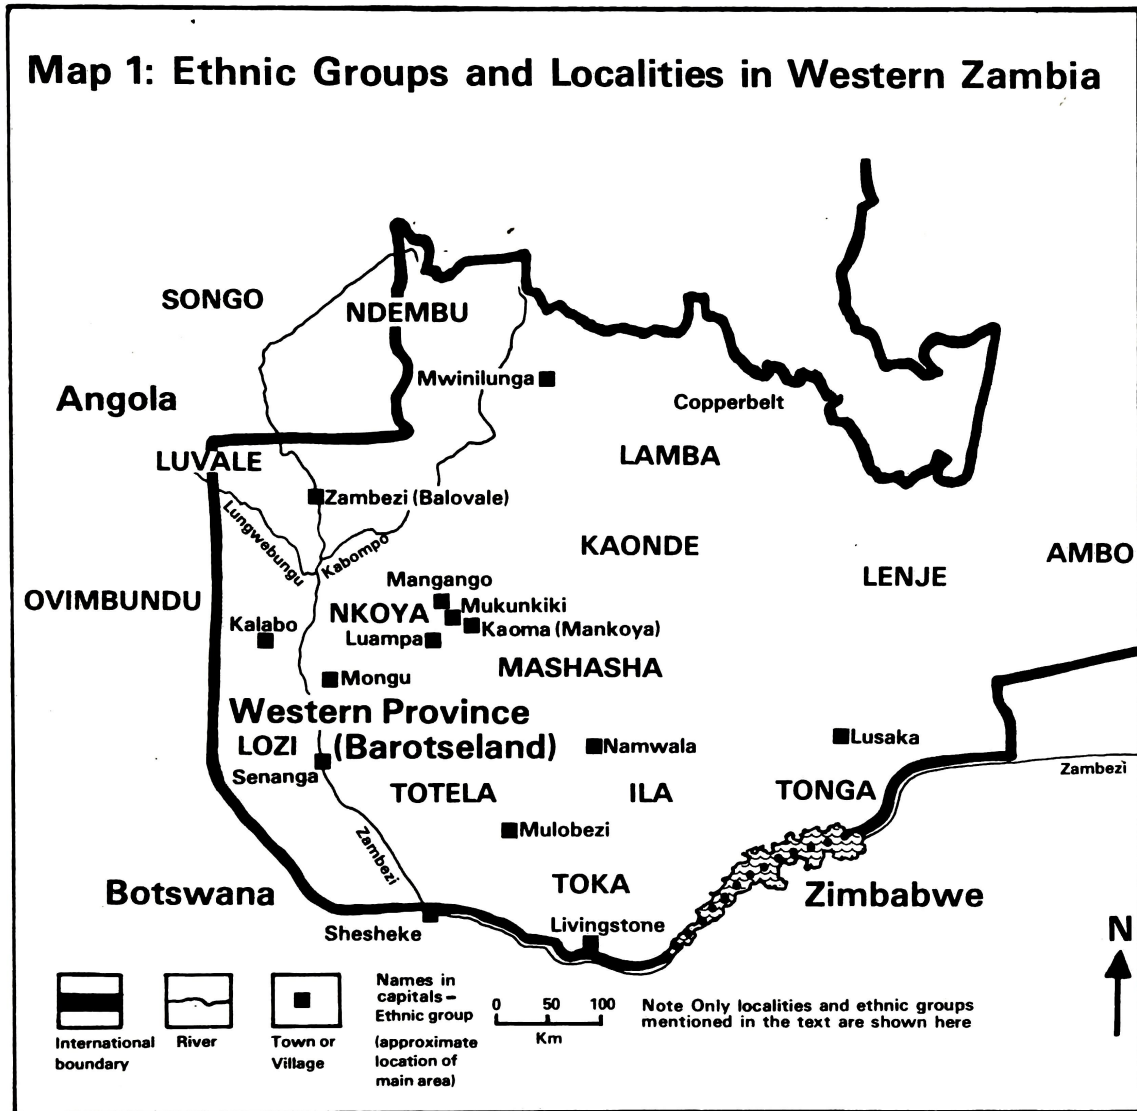 Map 1: Ethnic Groups and Localities in Western Zambia
SONGO
NDEMBU
Mwinilunga
Angola
Copperbelt
LUVALE
LAMBA
Zambezi (Balovale)
Lungwebungu
Kabompo
KAONDE
AMBO
LENJE
Mangango
OVIMBUNDU
NKOYA
Mukunkiki
Kalabo
Kaoma (Mankoya)
Luampa
MASHASHA
Mongu
Western Province
(Barotseland)
LOZI
Namwala
Lusaka
Senanga
Zambezi
TOTELA
ILA
TONGA
Mulobezi
Zambezi
Botswana
TOKA
Zimbabwe
Shesheke
Livingstone
N
International
boundary
River
Town or
Village
Names in
capitals –
Ethnic group
(approximate
location of
main area)
0 50 100
Km
Note Only localities and ethnic groups
mentioned in the text are shown here